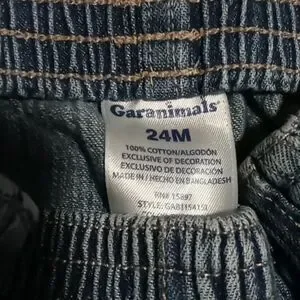 Garanimals
24M
100% COTTON/ALGODÓN
EXCLUSIVE OF DECORATION
EXCLUSIVO DE DECORACIÓN
MADE IN / HECHO EN BANGLADESH
RN# 15897
STYLE: